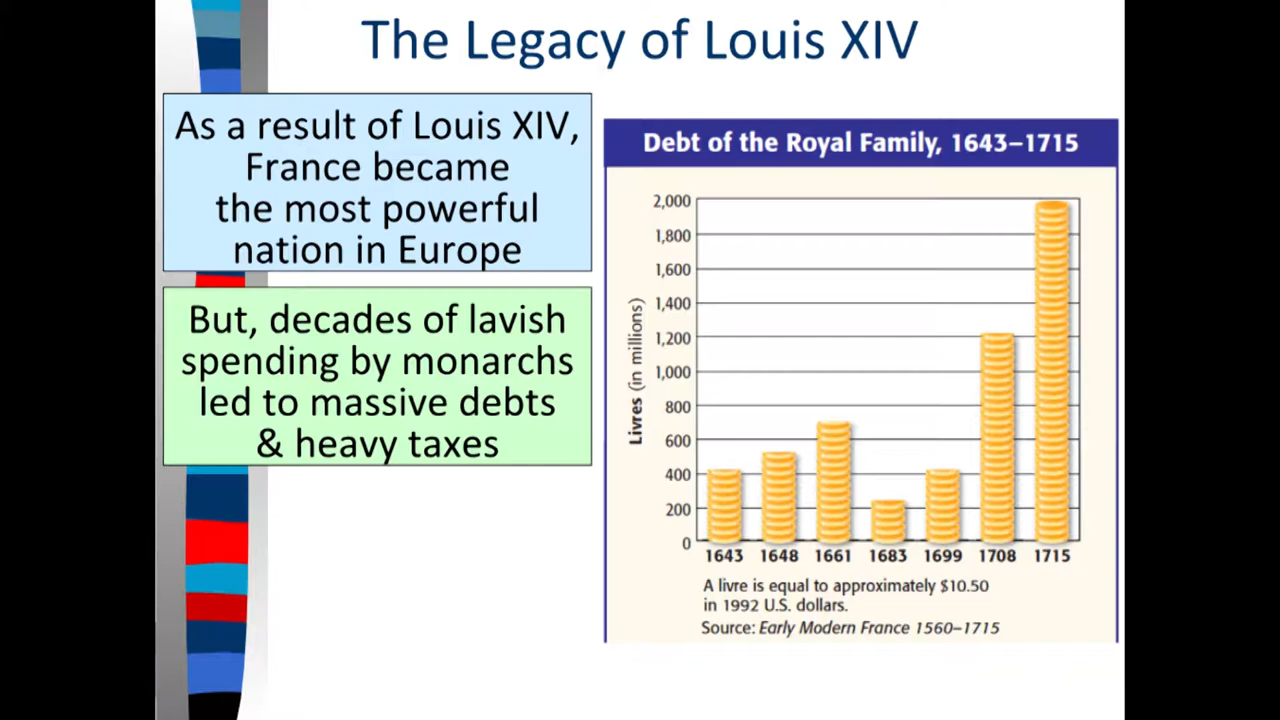 The Legacy of Louis XIV
As a result of Louis XIV,
France became
the most powerful
nation in Europe
But, decades of lavish
spending by monarchs
led to massive debts
& heavy taxes
Debt of the Royal Family, 1643–1715
Livres (in millions)
2,000
1,800
1,600
1,400
1,200
1,000
800
600
400
200
0
1643 1648 1661 1683 1699 1708 1715
A livre is equal to approximately $10.50
in 1992 U.S. dollars.
Source: Early Modern France 1560–1715